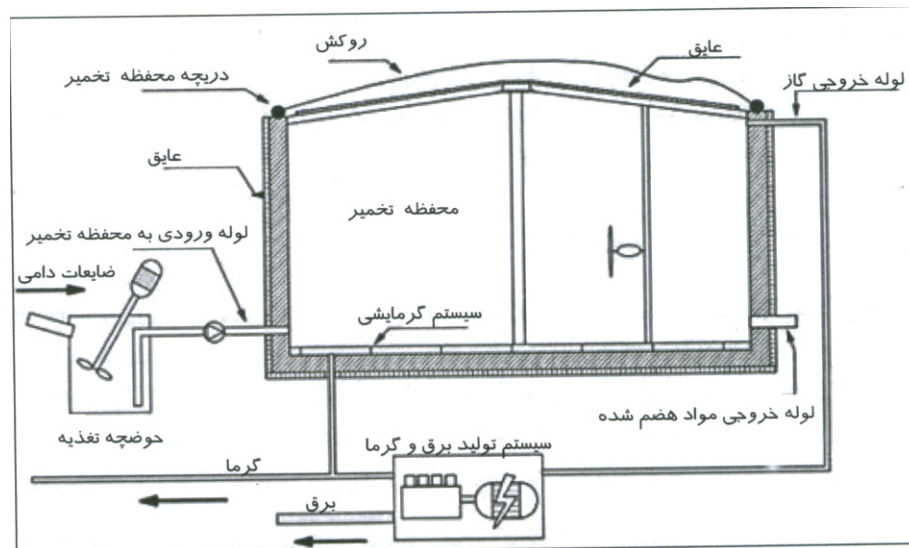 روکش
عایق
دریچه محفظه تخمیر
لوله خروجی گاز
عایق
محفظه تخمیر
لوله ورودی به محفظه تخمیر
ضایعات دامی
سیستم گرمایشی
لوله خروجی مواد هضم شده
حوضچه تغذیه
سیستم تولید برق و گرما
گرما
برق